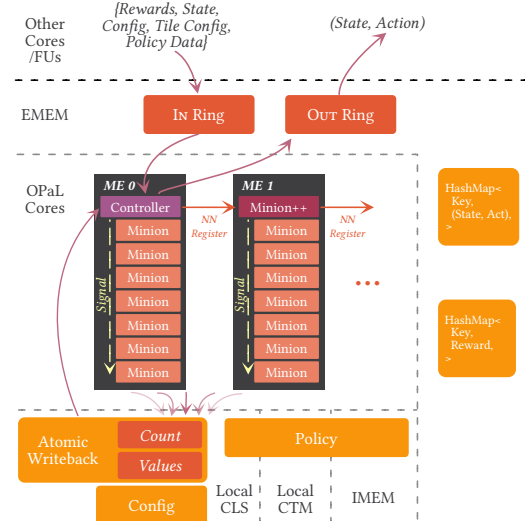 Other
Cores
/FUs
{Rewards, State,
Config, Tile Config,
Policy Data}
(State, Action)
EMEM
IN Ring
OUT Ring
OPaL
Cores
ME 0
Controller
Minion
Minion
Minion
Minion
Minion
Minion
Minion
Signal
NN
Register
ME 1
Minion++
Minion
Minion
Minion
Minion
Minion
Minion
Minion
Signal
NN
Register
...
HashMap<
Key,
(State, Act),
>
HashMap<
Key,
Reward,
>
Atomic
Writeback
Count
Values
Config
Policy
Local
CLS
Local
CTM
IMEM